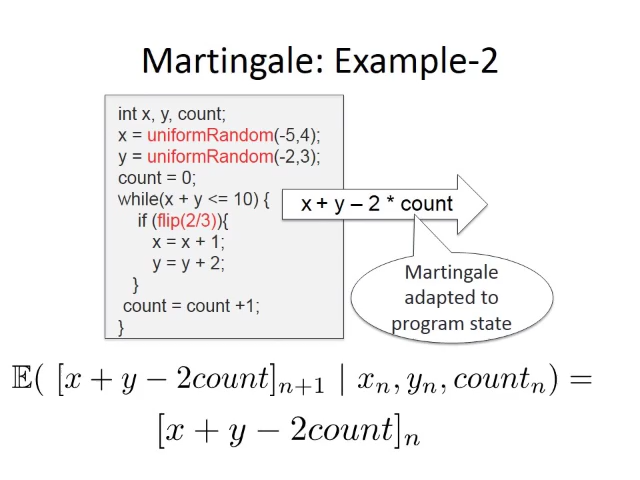 Martingale: Example-2
int x, y, count;
x = uniformRandom(-5,4);
y = uniformRandom(-2,3);
count = 0;
while(x + y <= 10) {
if (flip(2/3)){
x = x + 1;
y = y + 2;
}
count = count +1;
}
x + y – 2 * count
Martingale
adapted to
program state
𝔼( [x + y − 2count]ₙ₊₁ | xₙ, yₙ, countₙ) =
[x + y − 2count]ₙ